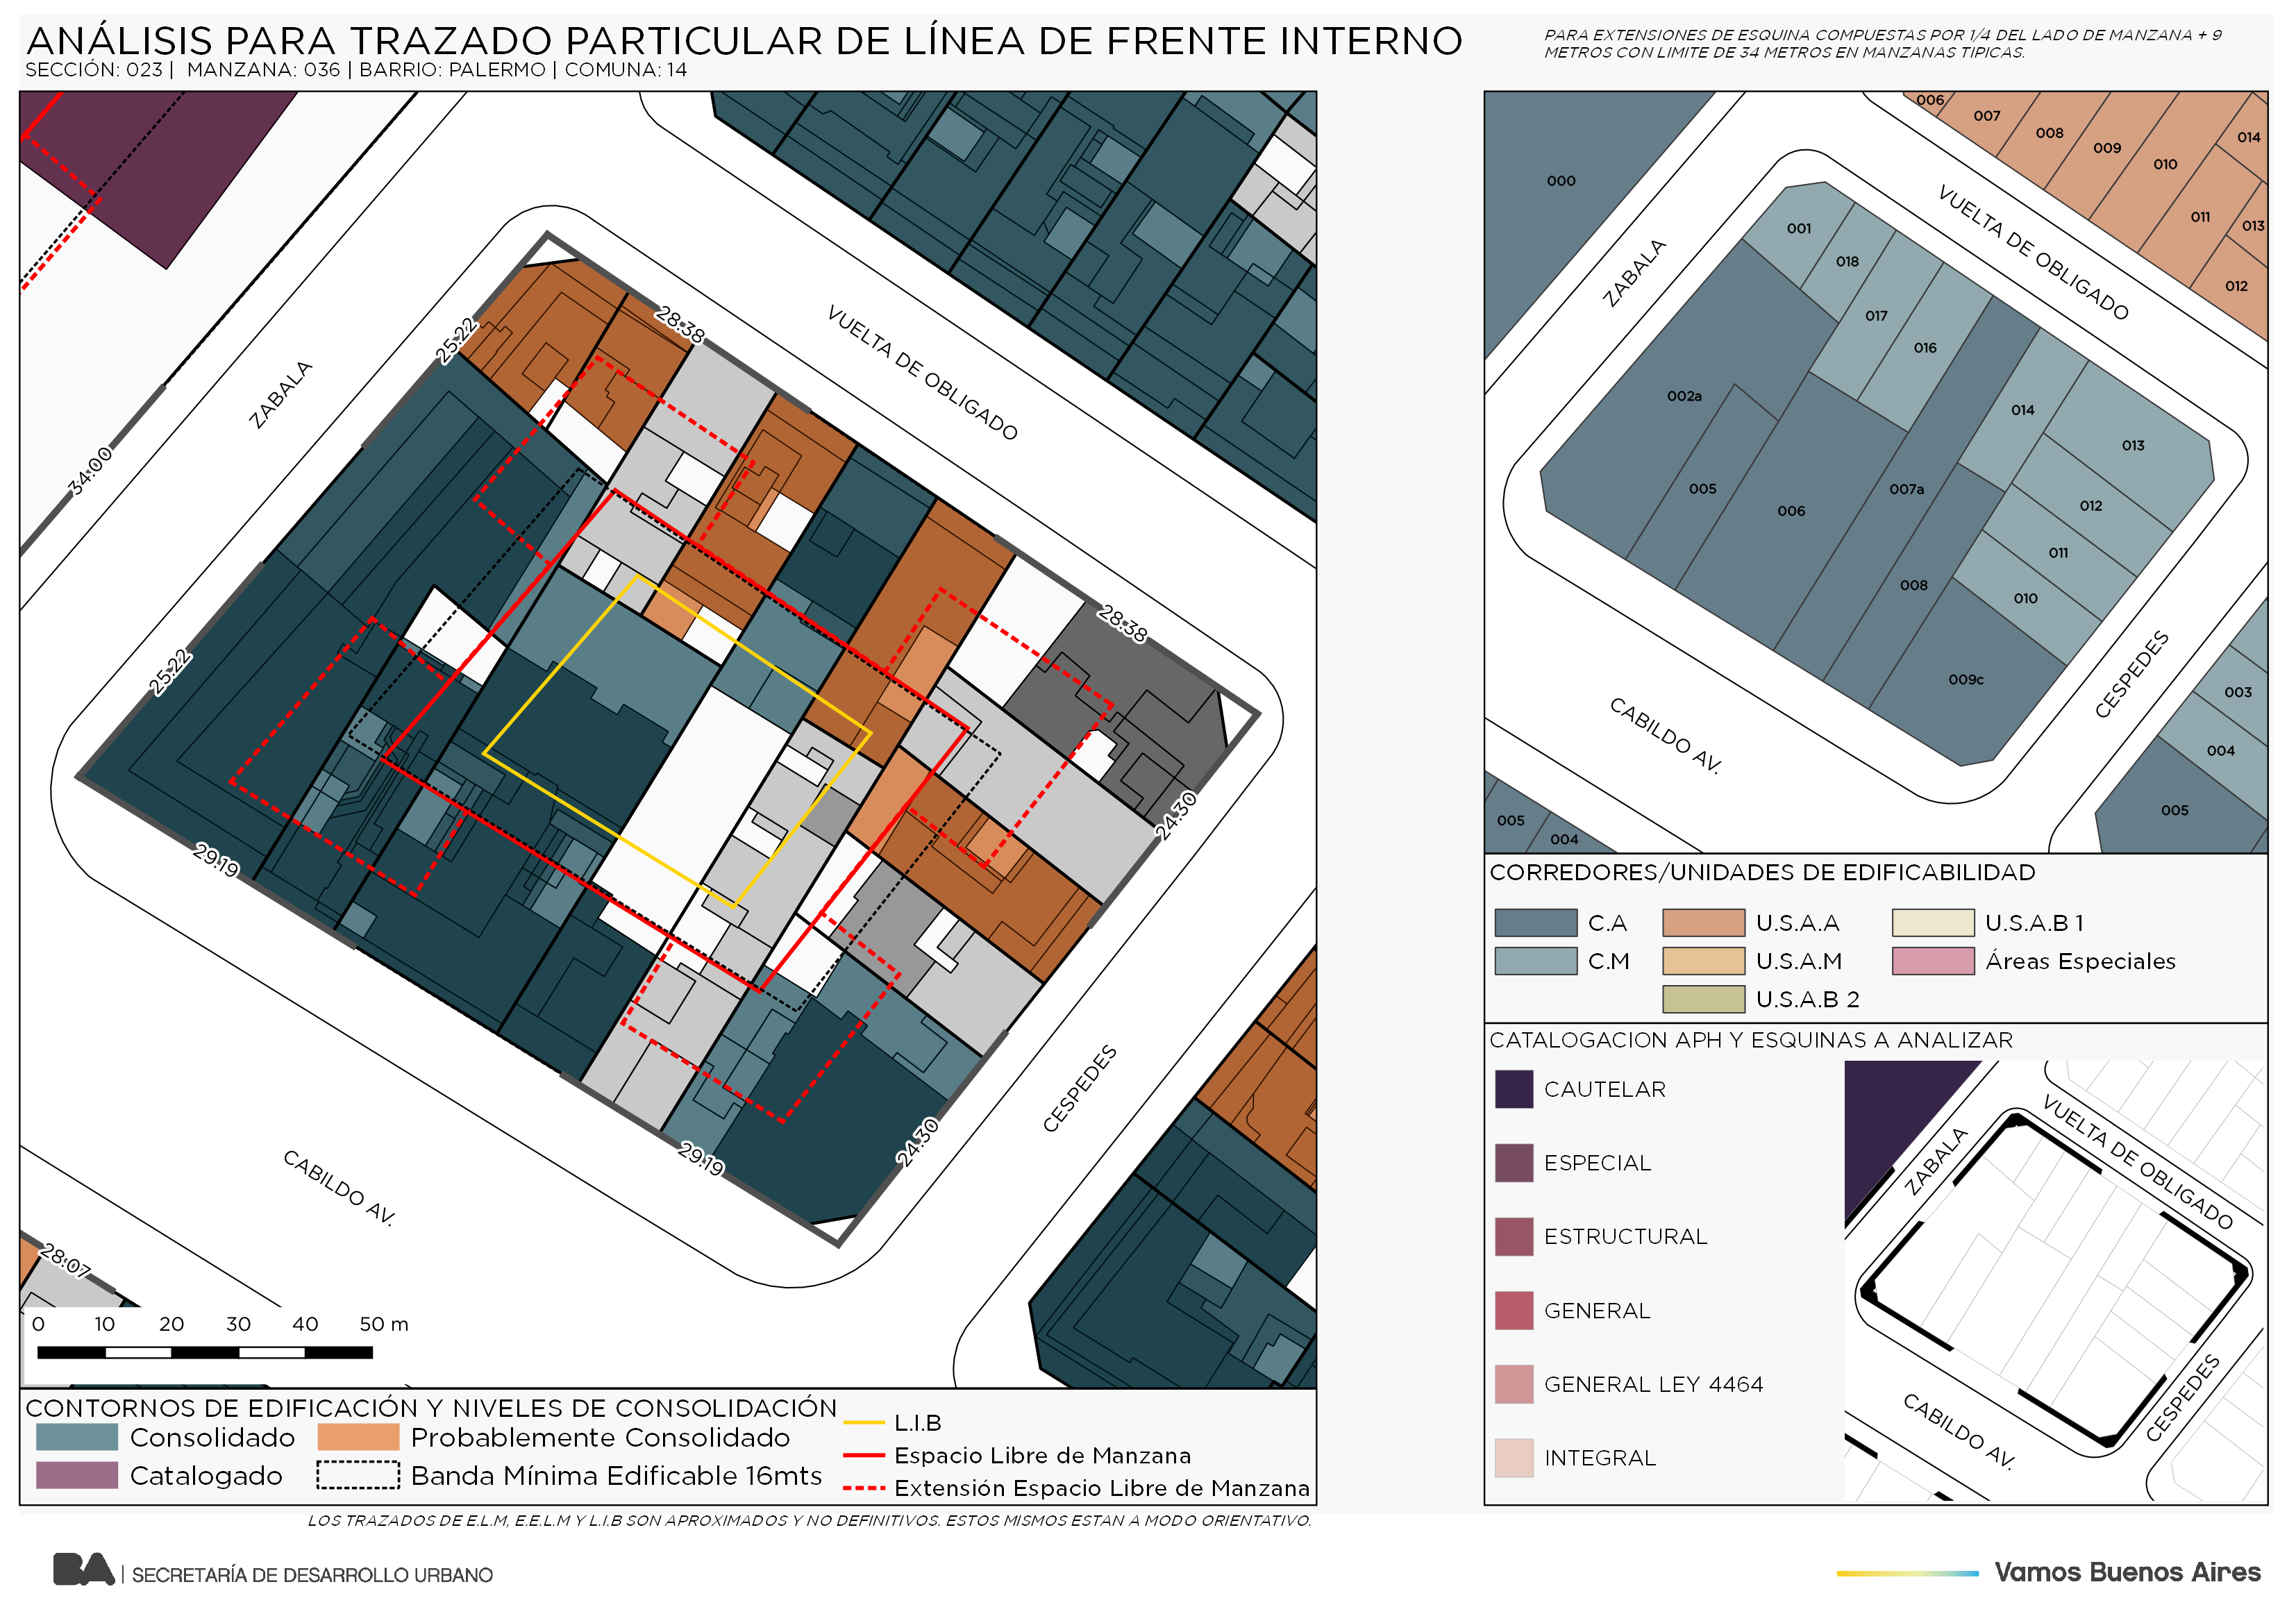 ANÁLISIS PARA TRAZADO PARTICULAR DE LÍNEA DE FRENTE INTERNO
SECCIÓN: 023 | MANZANA: 036 | BARRIO: PALERMO | COMUNA: 14
PARA EXTENSIONES DE ESQUINA COMPUESTAS POR 1/4 DEL LADO DE MANZANA + 9
METROS CON LIMITE DE 34 METROS EN MANZANAS TIPICAS.
28.38
25.22
ZABALA
VUELTA DE OBLIGADO
34.00
28.38
25.22
24.30
29.19
CESPEDES
24.30
29.19
CABILDO AV.
28.07
0 10 20 30 40 50 m
CONTORNOS DE EDIFICACIÓN Y NIVELES DE CONSOLIDACIÓN
Consolidado
Probablemente Consolidado
Catalogado
Banda Mínima Edificable 16mts
L.I.B
Espacio Libre de Manzana
Extensión Espacio Libre de Manzana
LOS TRAZADOS DE E.L.M, E.E.L.M Y L.I.B SON APROXIMADOS Y NO DEFINITIVOS. ESTOS MISMOS ESTAN A MODO ORIENTATIVO.
006
007
008
009
010
014
011
013
012
000
001
018
017
016
ZABALA
VUELTA DE OBLIGADO
002a
014
013
005
006
007a
012
011
008
010
009c
CESPEDES
CABILDO AV.
003
004
005
005
004
CORREDORES/UNIDADES DE EDIFICABILIDAD
C.A
U.S.A.A
U.S.A.B 1
C.M
U.S.A.M
Áreas Especiales
U.S.A.B 2
CATALOGACION APH Y ESQUINAS A ANALIZAR
CAUTELAR
ESPECIAL
ESTRUCTURAL
GENERAL
GENERAL LEY 4464
INTEGRAL
ZABALA
VUELTA DE OBLIGADO
CESPEDES
CABILDO AV.
BA | SECRETARÍA DE DESARROLLO URBANO
Vamos Buenos Aires